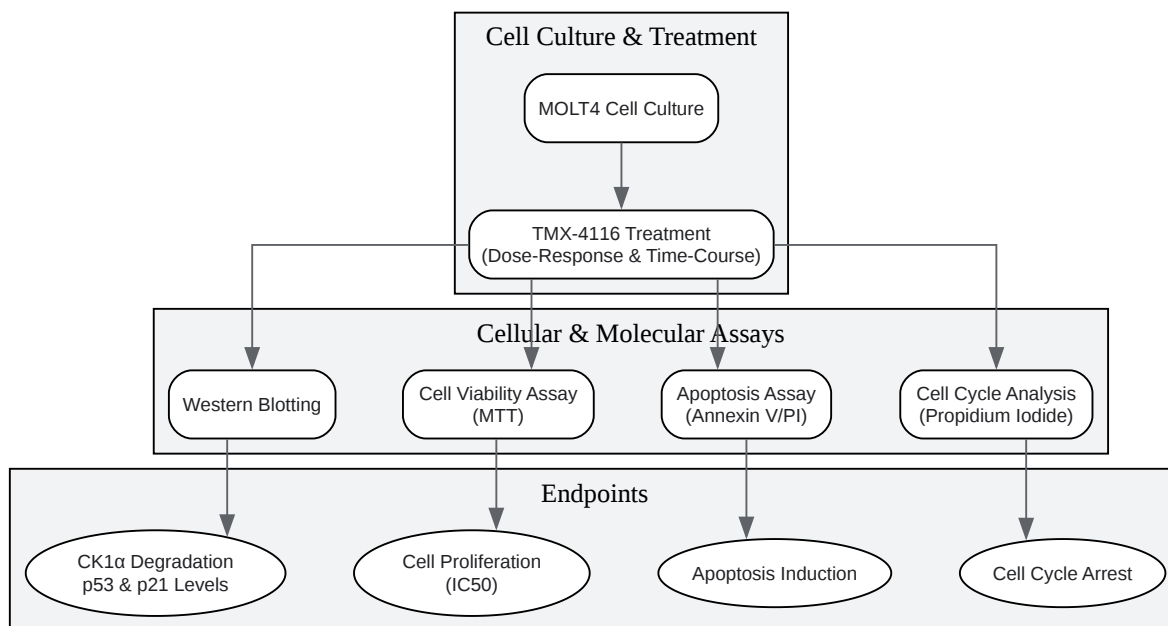 Cell Culture & Treatment
MOLT4 Cell Culture
TMX-4116 Treatment
(Dose-Response & Time-Course)
Cellular & Molecular Assays
Western Blotting
Cell Viability Assay
(MTT)
Apoptosis Assay
(Annexin V/PI)
Cell Cycle Analysis
(Propidium Iodide)
Endpoints
CK1α Degradation
p53 & p21 Levels
Cell Proliferation
(IC50)
Apoptosis Induction
Cell Cycle Arrest